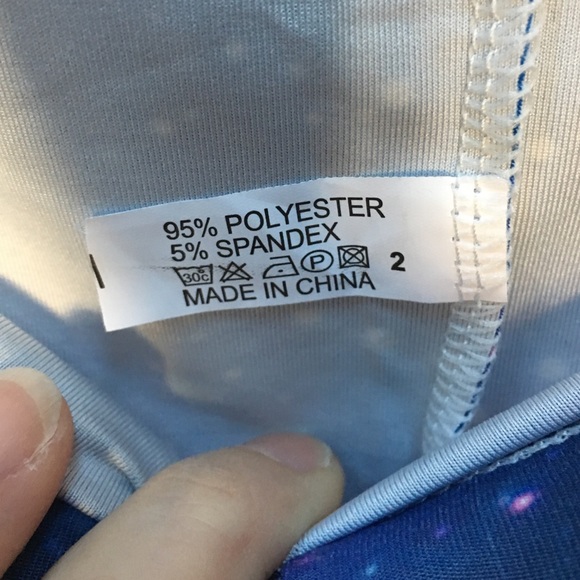 95% POLYESTER
5% SPANDEX
30c P 2
MADE IN CHINA